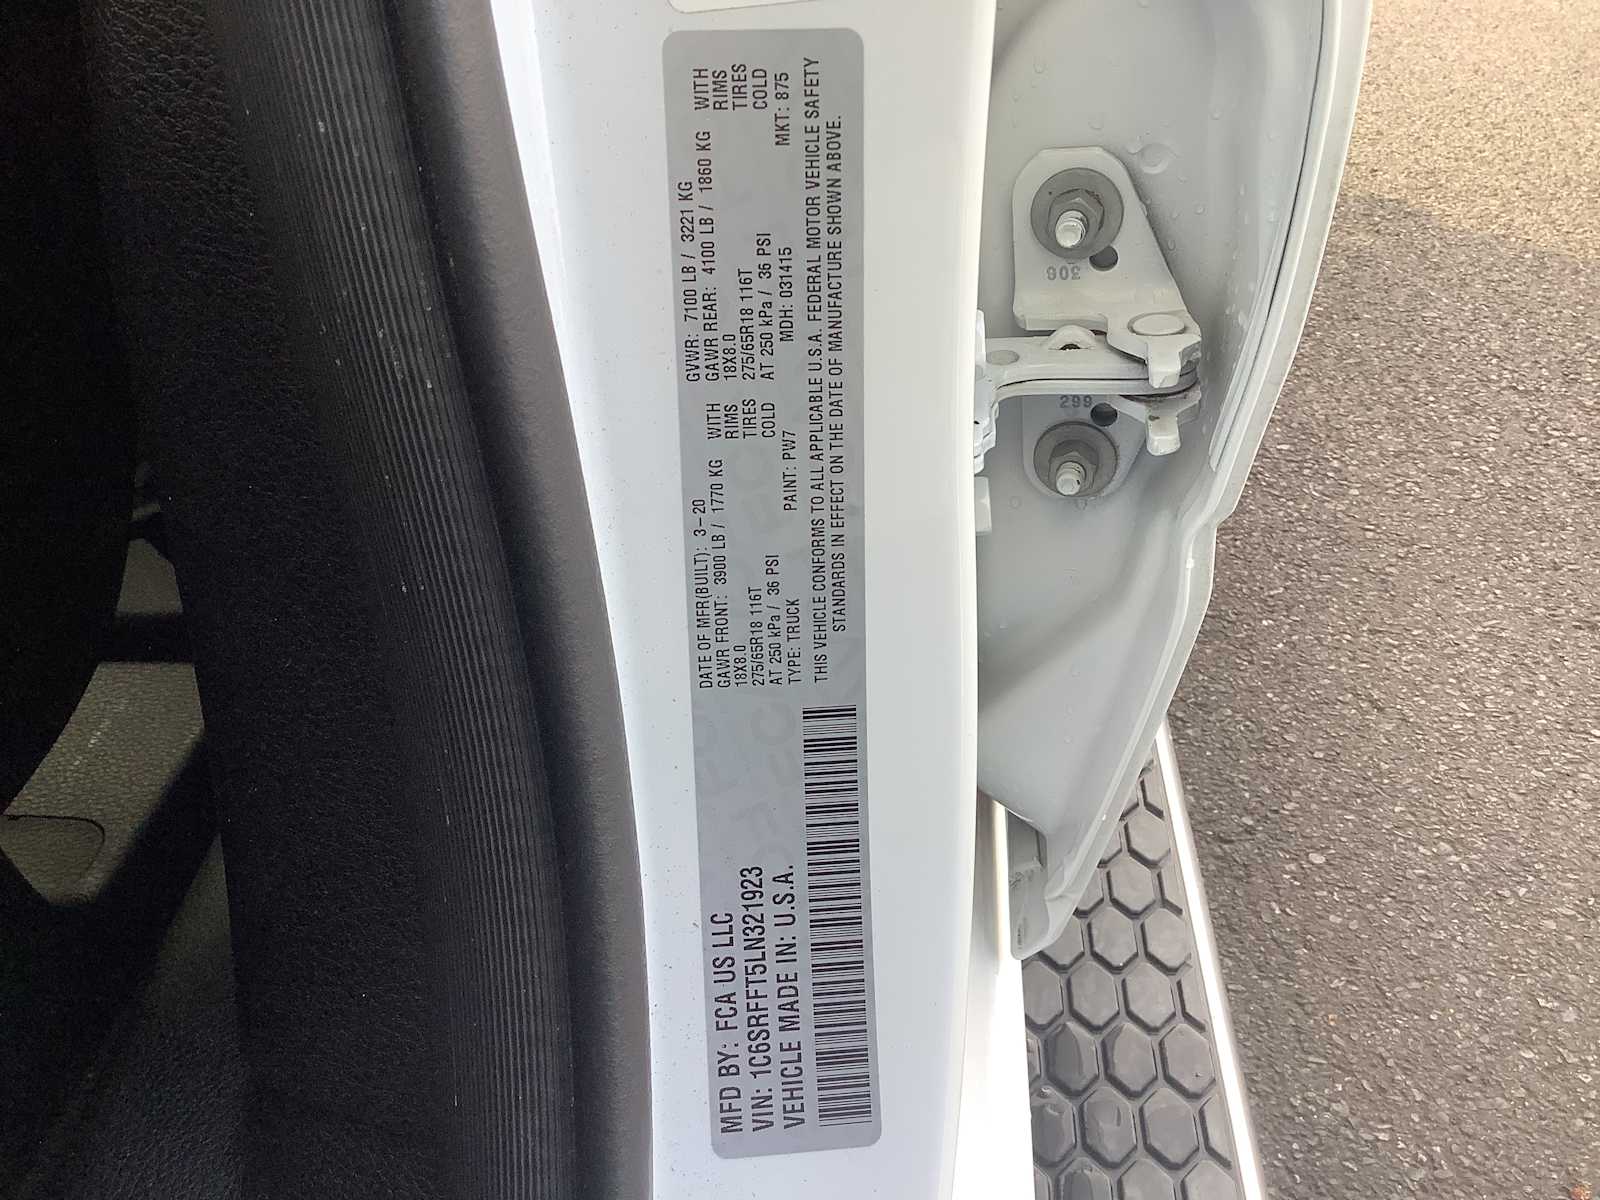 MFD BY: FCA US LLC
VIN: 1C6SRFFT5LN321923
VEHICLE MADE IN: U.S.A.
DATE OF MFR(BUILT): 3-20
GAWR FRONT: 3900 LB / 1770 KG WITH
18X8.0 RIMS
275/65R18 116T TIRES
AT 250 kPa / 36 PSI COLD
TYPE: TRUCK PAINT: PW7
GVWR: 7100 LB / 3221 KG
GAWR REAR: 4100 LB / 1860 KG WITH
18X8.0 RIMS
275/65R18 116T TIRES
AT 250 kPa / 36 PSI COLD
MDH: 031415 MKT: 875
THIS VEHICLE CONFORMS TO ALL APPLICABLE U.S.A. FEDERAL MOTOR VEHICLE SAFETY
STANDARDS IN EFFECT ON THE DATE OF MANUFACTURE SHOWN ABOVE.
306
299